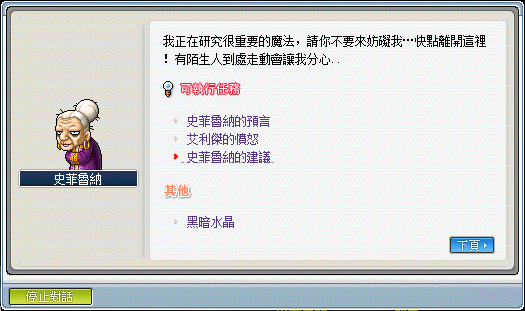 我正在研究很重要的魔法，請你不要來妨礙我…快點離開這裡
！有陌生人到處走動會讓我分心..
可執行任務
史菲魯納的預言
艾利傑的憤怒
史菲魯納的建議
其他
黑暗水晶
史菲魯納
下頁
停止對話